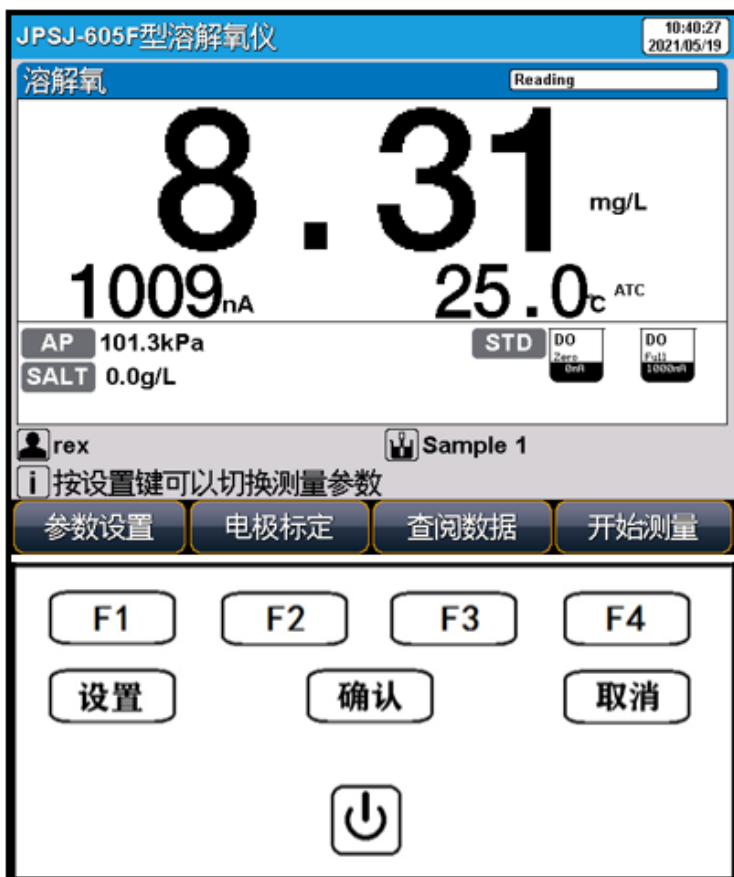 JPSJ-605F型溶解氧仪
10:40:27
2021/05/19
溶解氧
Reading
8.31 mg/L
1009nA
25.0℃ ATC
AP 101.3kPa
STD
DO Zero 0nA
DO Full 1000nA
SALT 0.0g/L
rex
Sample 1
i 按设置键可以切换测量参数
参数设置 电极标定 查阅数据 开始测量
F1 F2 F3 F4
设置 确认 取消